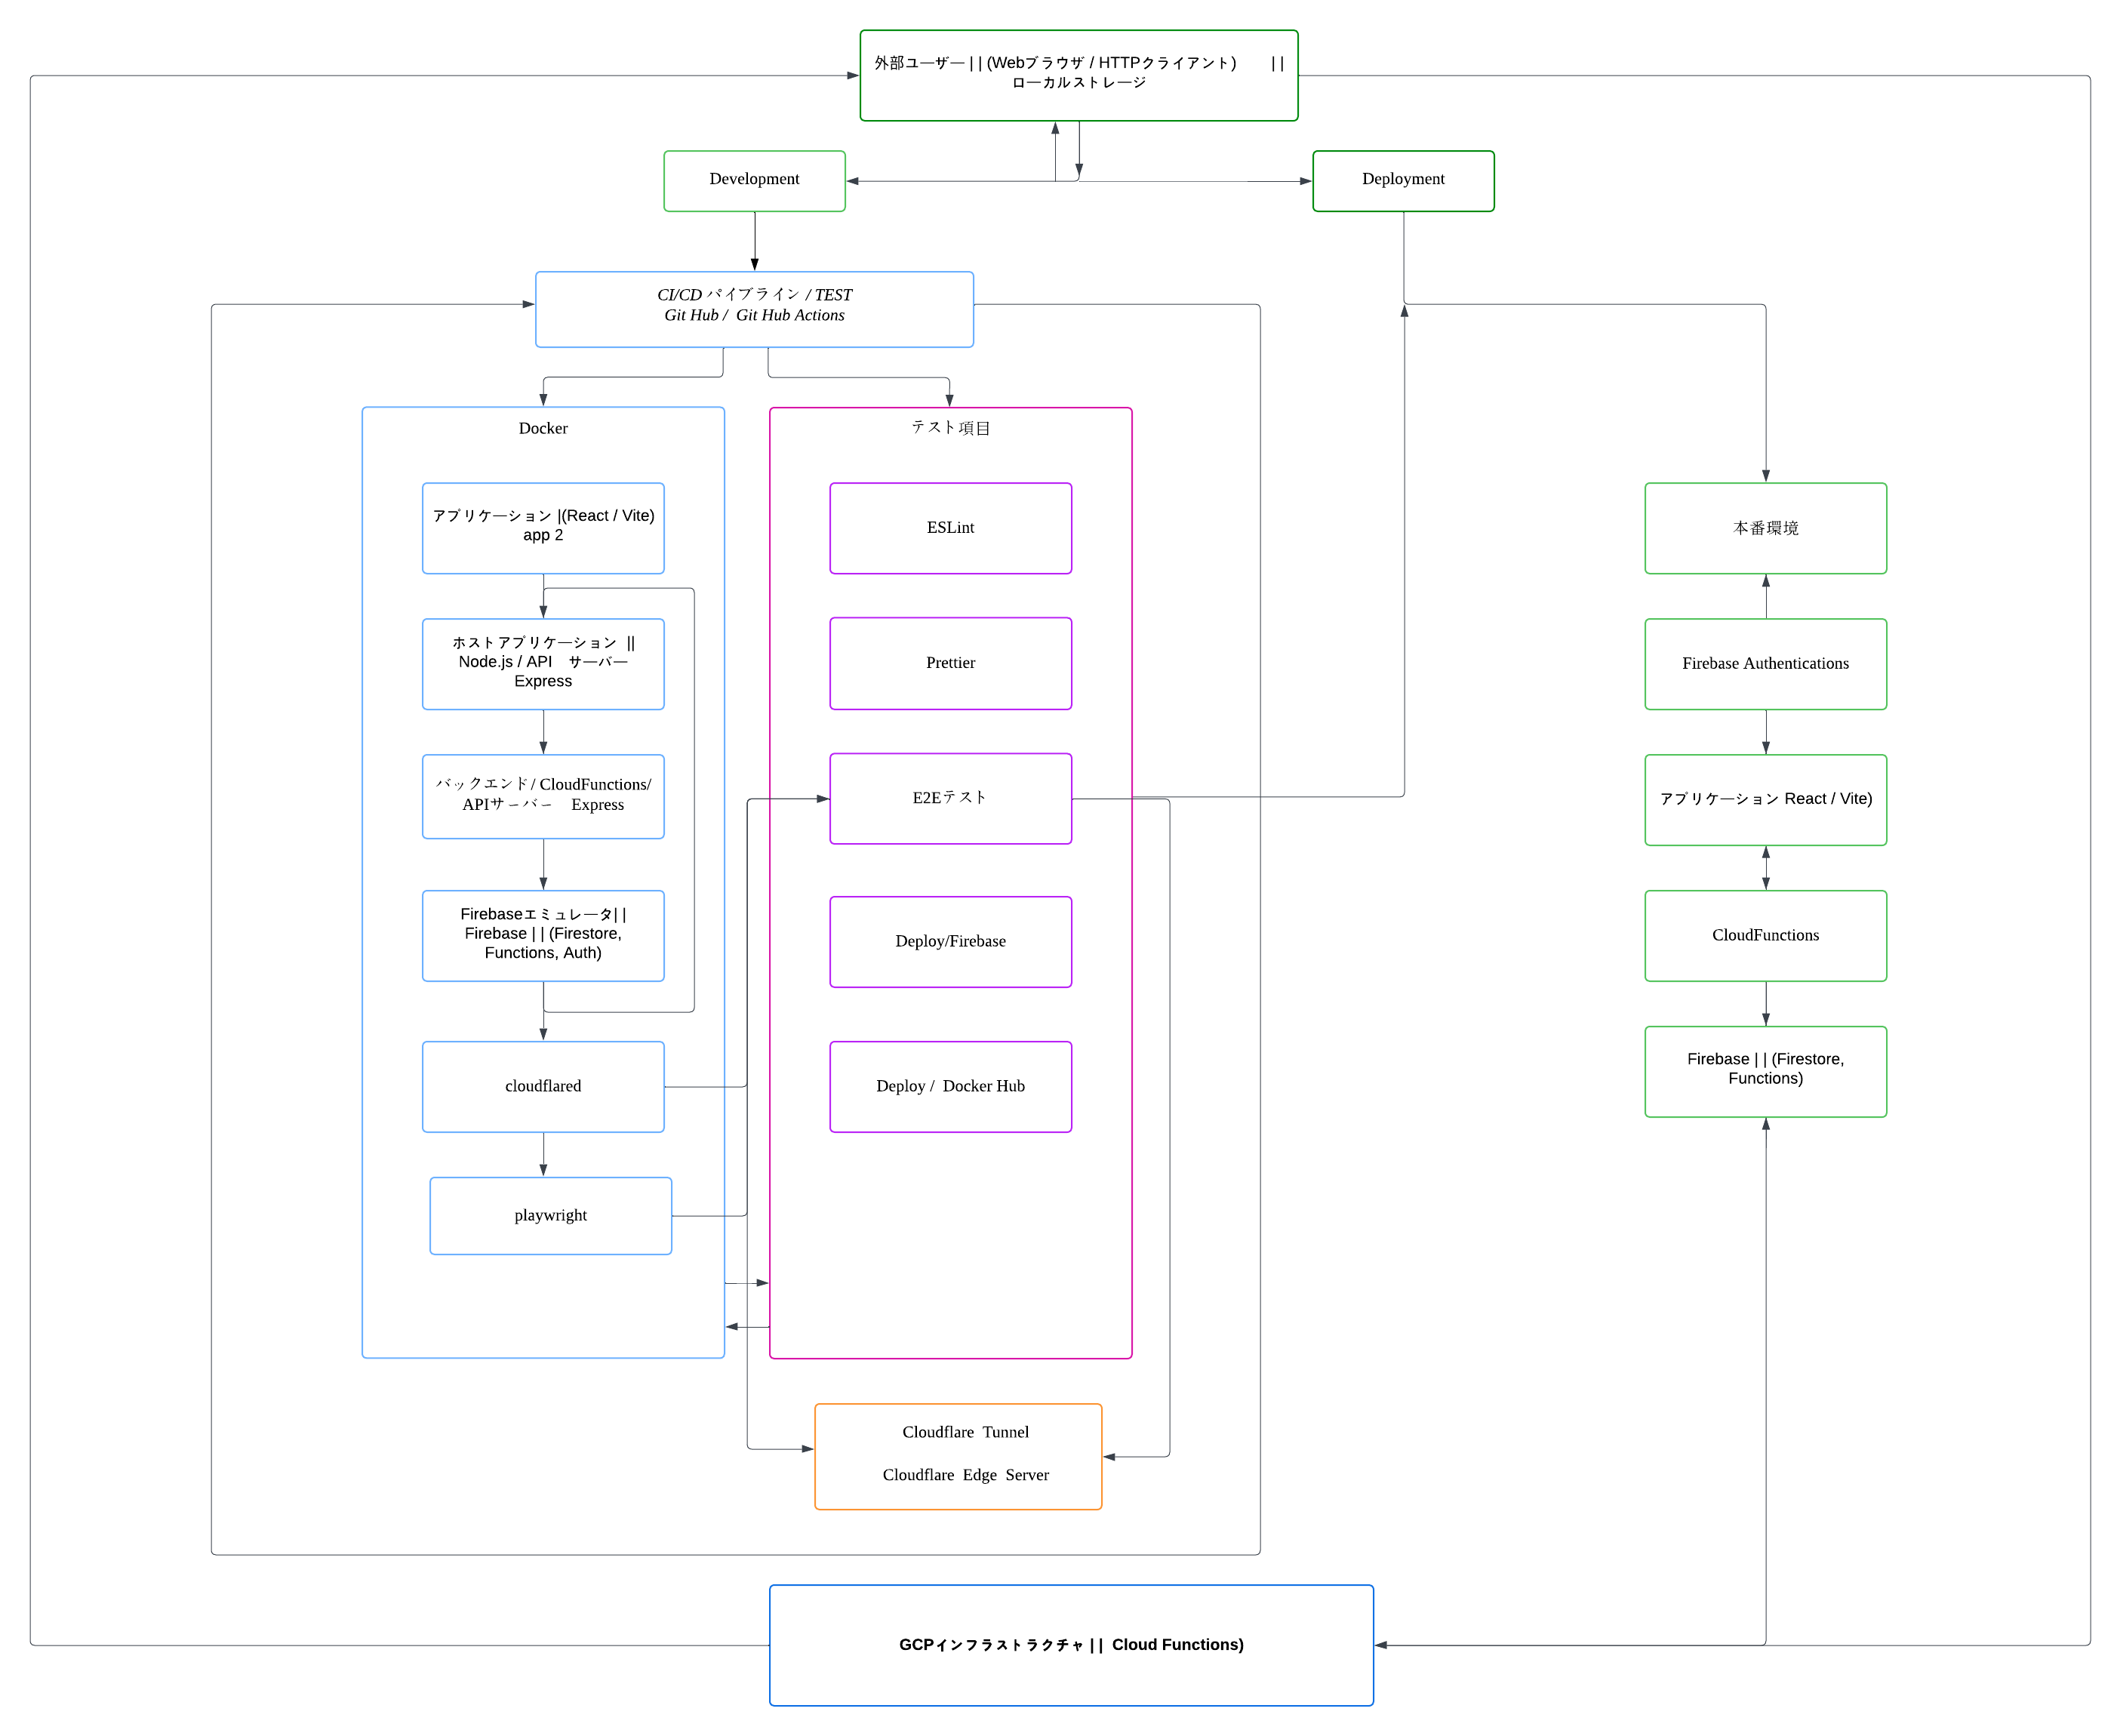 外部ユーザー | | (Webブラウザ / HTTPクライアント)　　| |
ローカルストレージ
Development
Deployment
CI/CD パイプライン / TEST
Git Hub /  Git Hub Actions
Docker
アプリケーション |(React / Vite)
app 2
ホストアプリケーション  ||
Node.js / API　サーバー
Express
バックエンド/ CloudFunctions/
APIサーバー　Express
Firebaseエミュレータ| |
Firebase | | (Firestore,
Functions, Auth)
cloudflared
playwright
テスト項目
ESLint
Prettier
E2Eテスト
Deploy/Firebase
Deploy /  Docker Hub
Cloudflare  Tunnel
Cloudflare  Edge  Server
本番環境
Firebase Authentications
アプリケーション React / Vite)
CloudFunctions
Firebase | | (Firestore,
Functions)
GCPインフラストラクチャ | |  Cloud Functions)